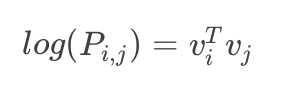 $log(P_{i,j}) = v_i^T v_j$